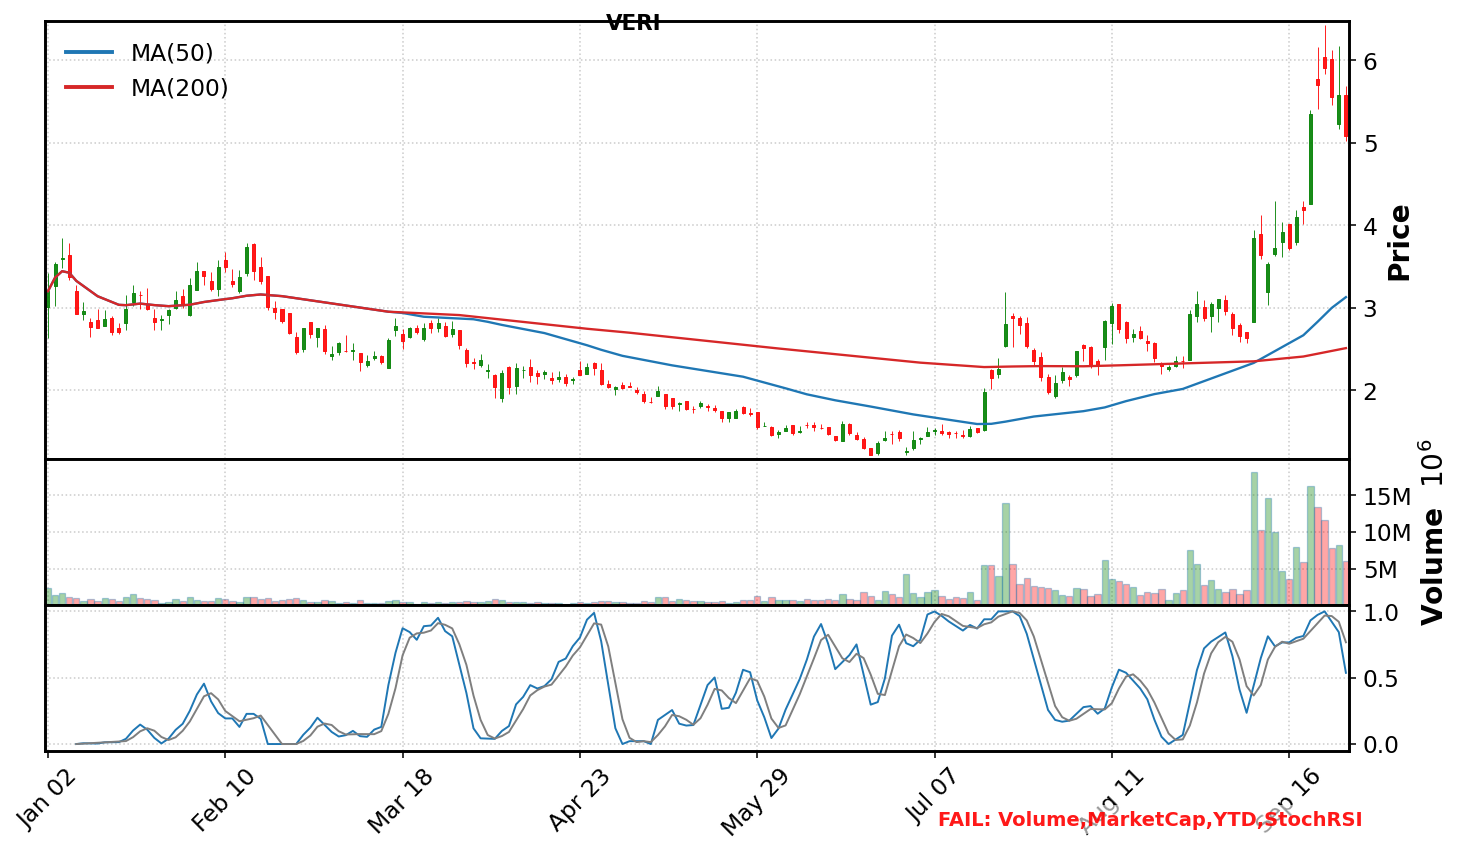 VERI
MA(50)
MA(200)
6
5
4
3
2
Price
15M
10M
5M
Volume 10^6
1.0
0.5
0.0
Jan 02
Feb 10
Mar 18
Apr 23
May 29
Jul 07
Aug 11
Sep 16
FAIL: Volume,MarketCap,YTD,StochRSI